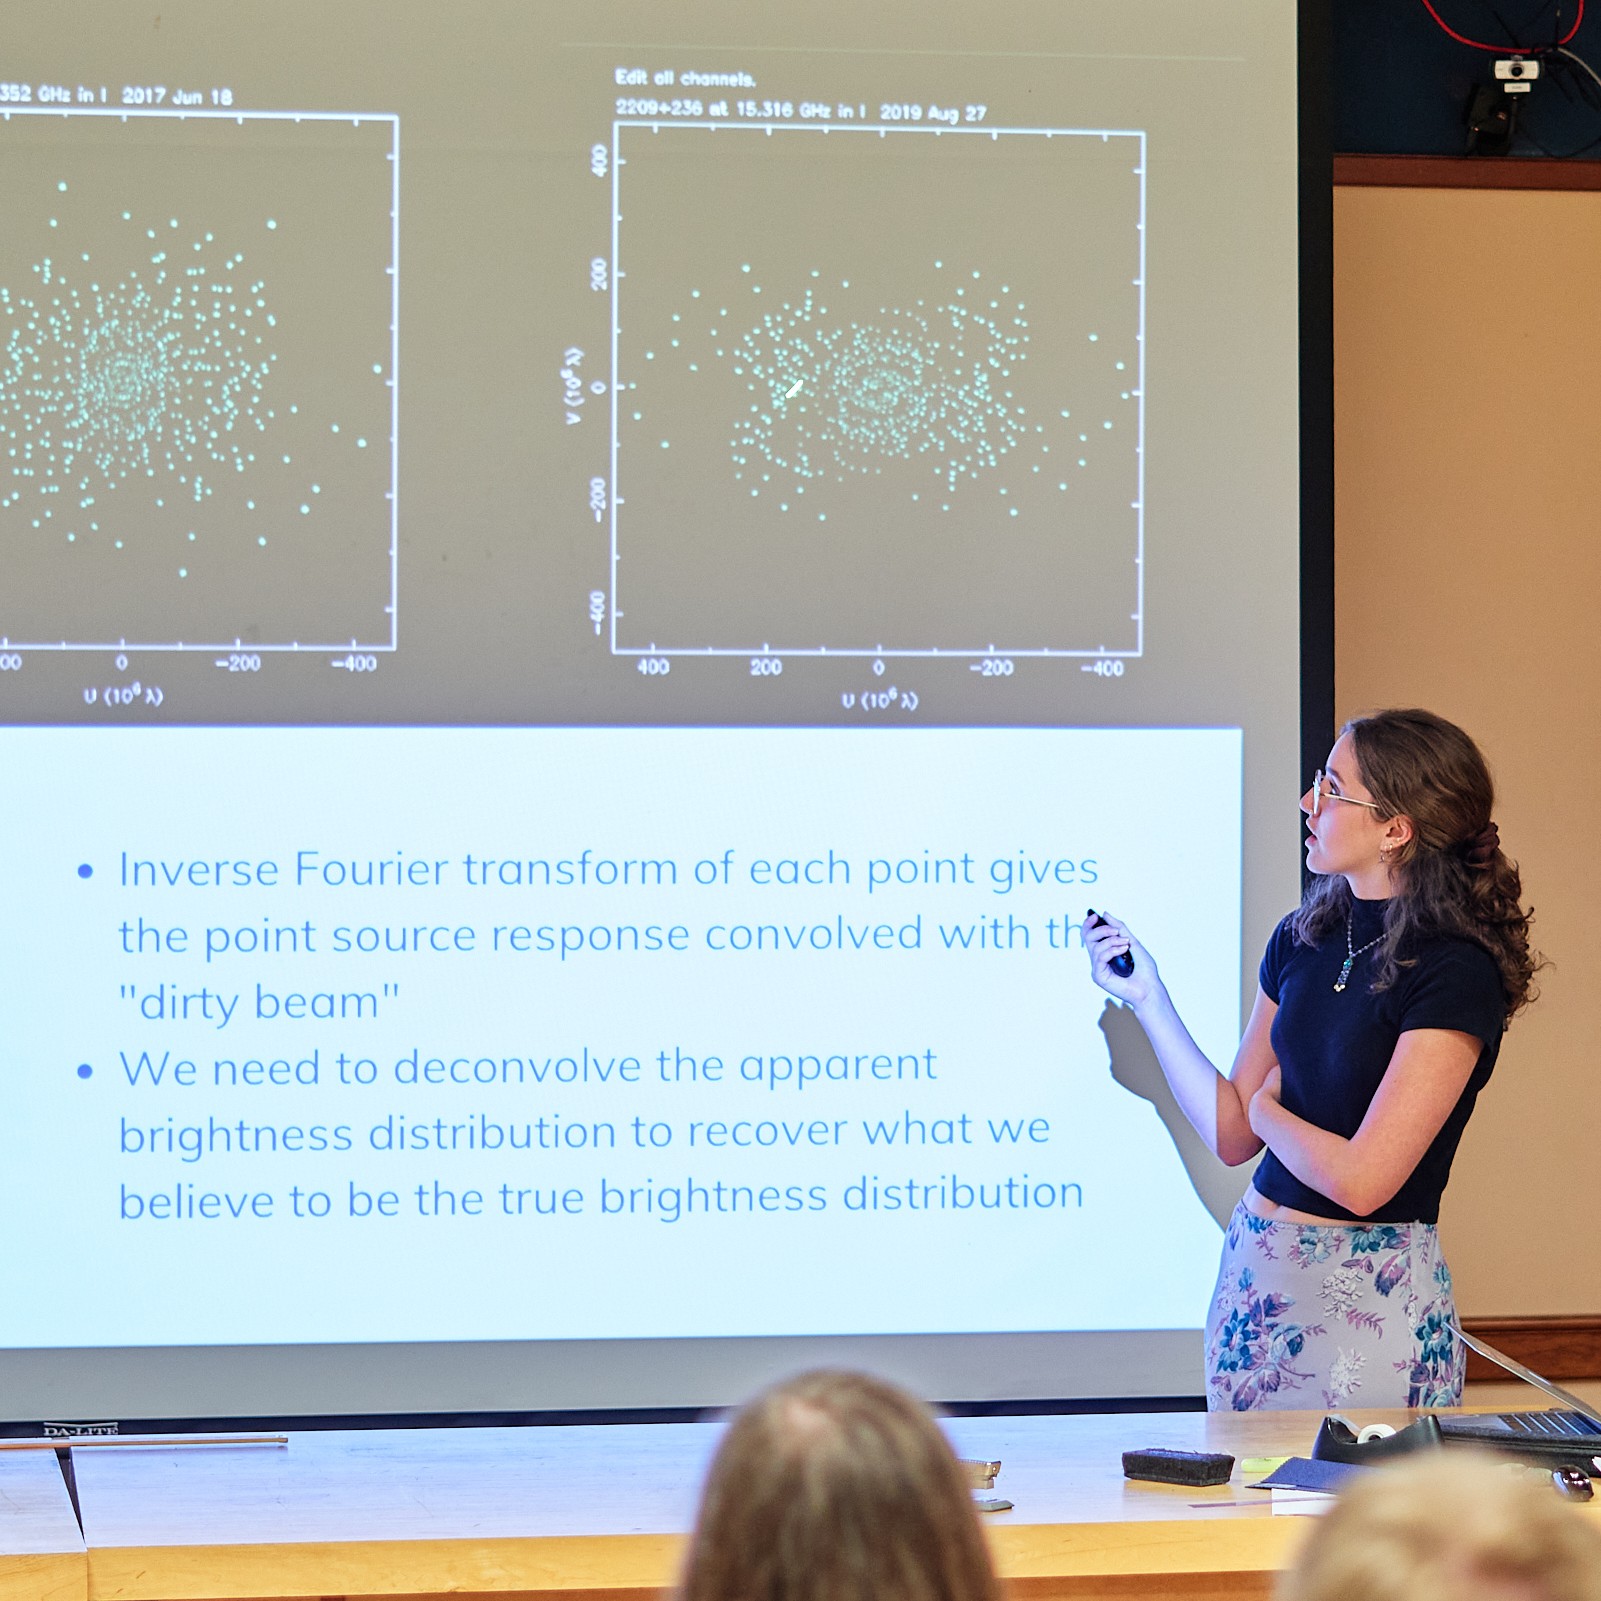 352 GHz in I 2017 Jun 18
00 0 -200 -400
U (10⁶ λ)
Edit all channels.
2209+236 at 15.316 GHz in I 2019 Aug 27
400
200
0
-200
-400
V (10⁶ λ)
400 200 0 -200 -400
U (10⁶ λ)
• Inverse Fourier transform of each point gives
the point source response convolved with th
"dirty beam"
• We need to deconvolve the apparent
brightness distribution to recover what we
believe to be the true brightness distribution
DA-LITE